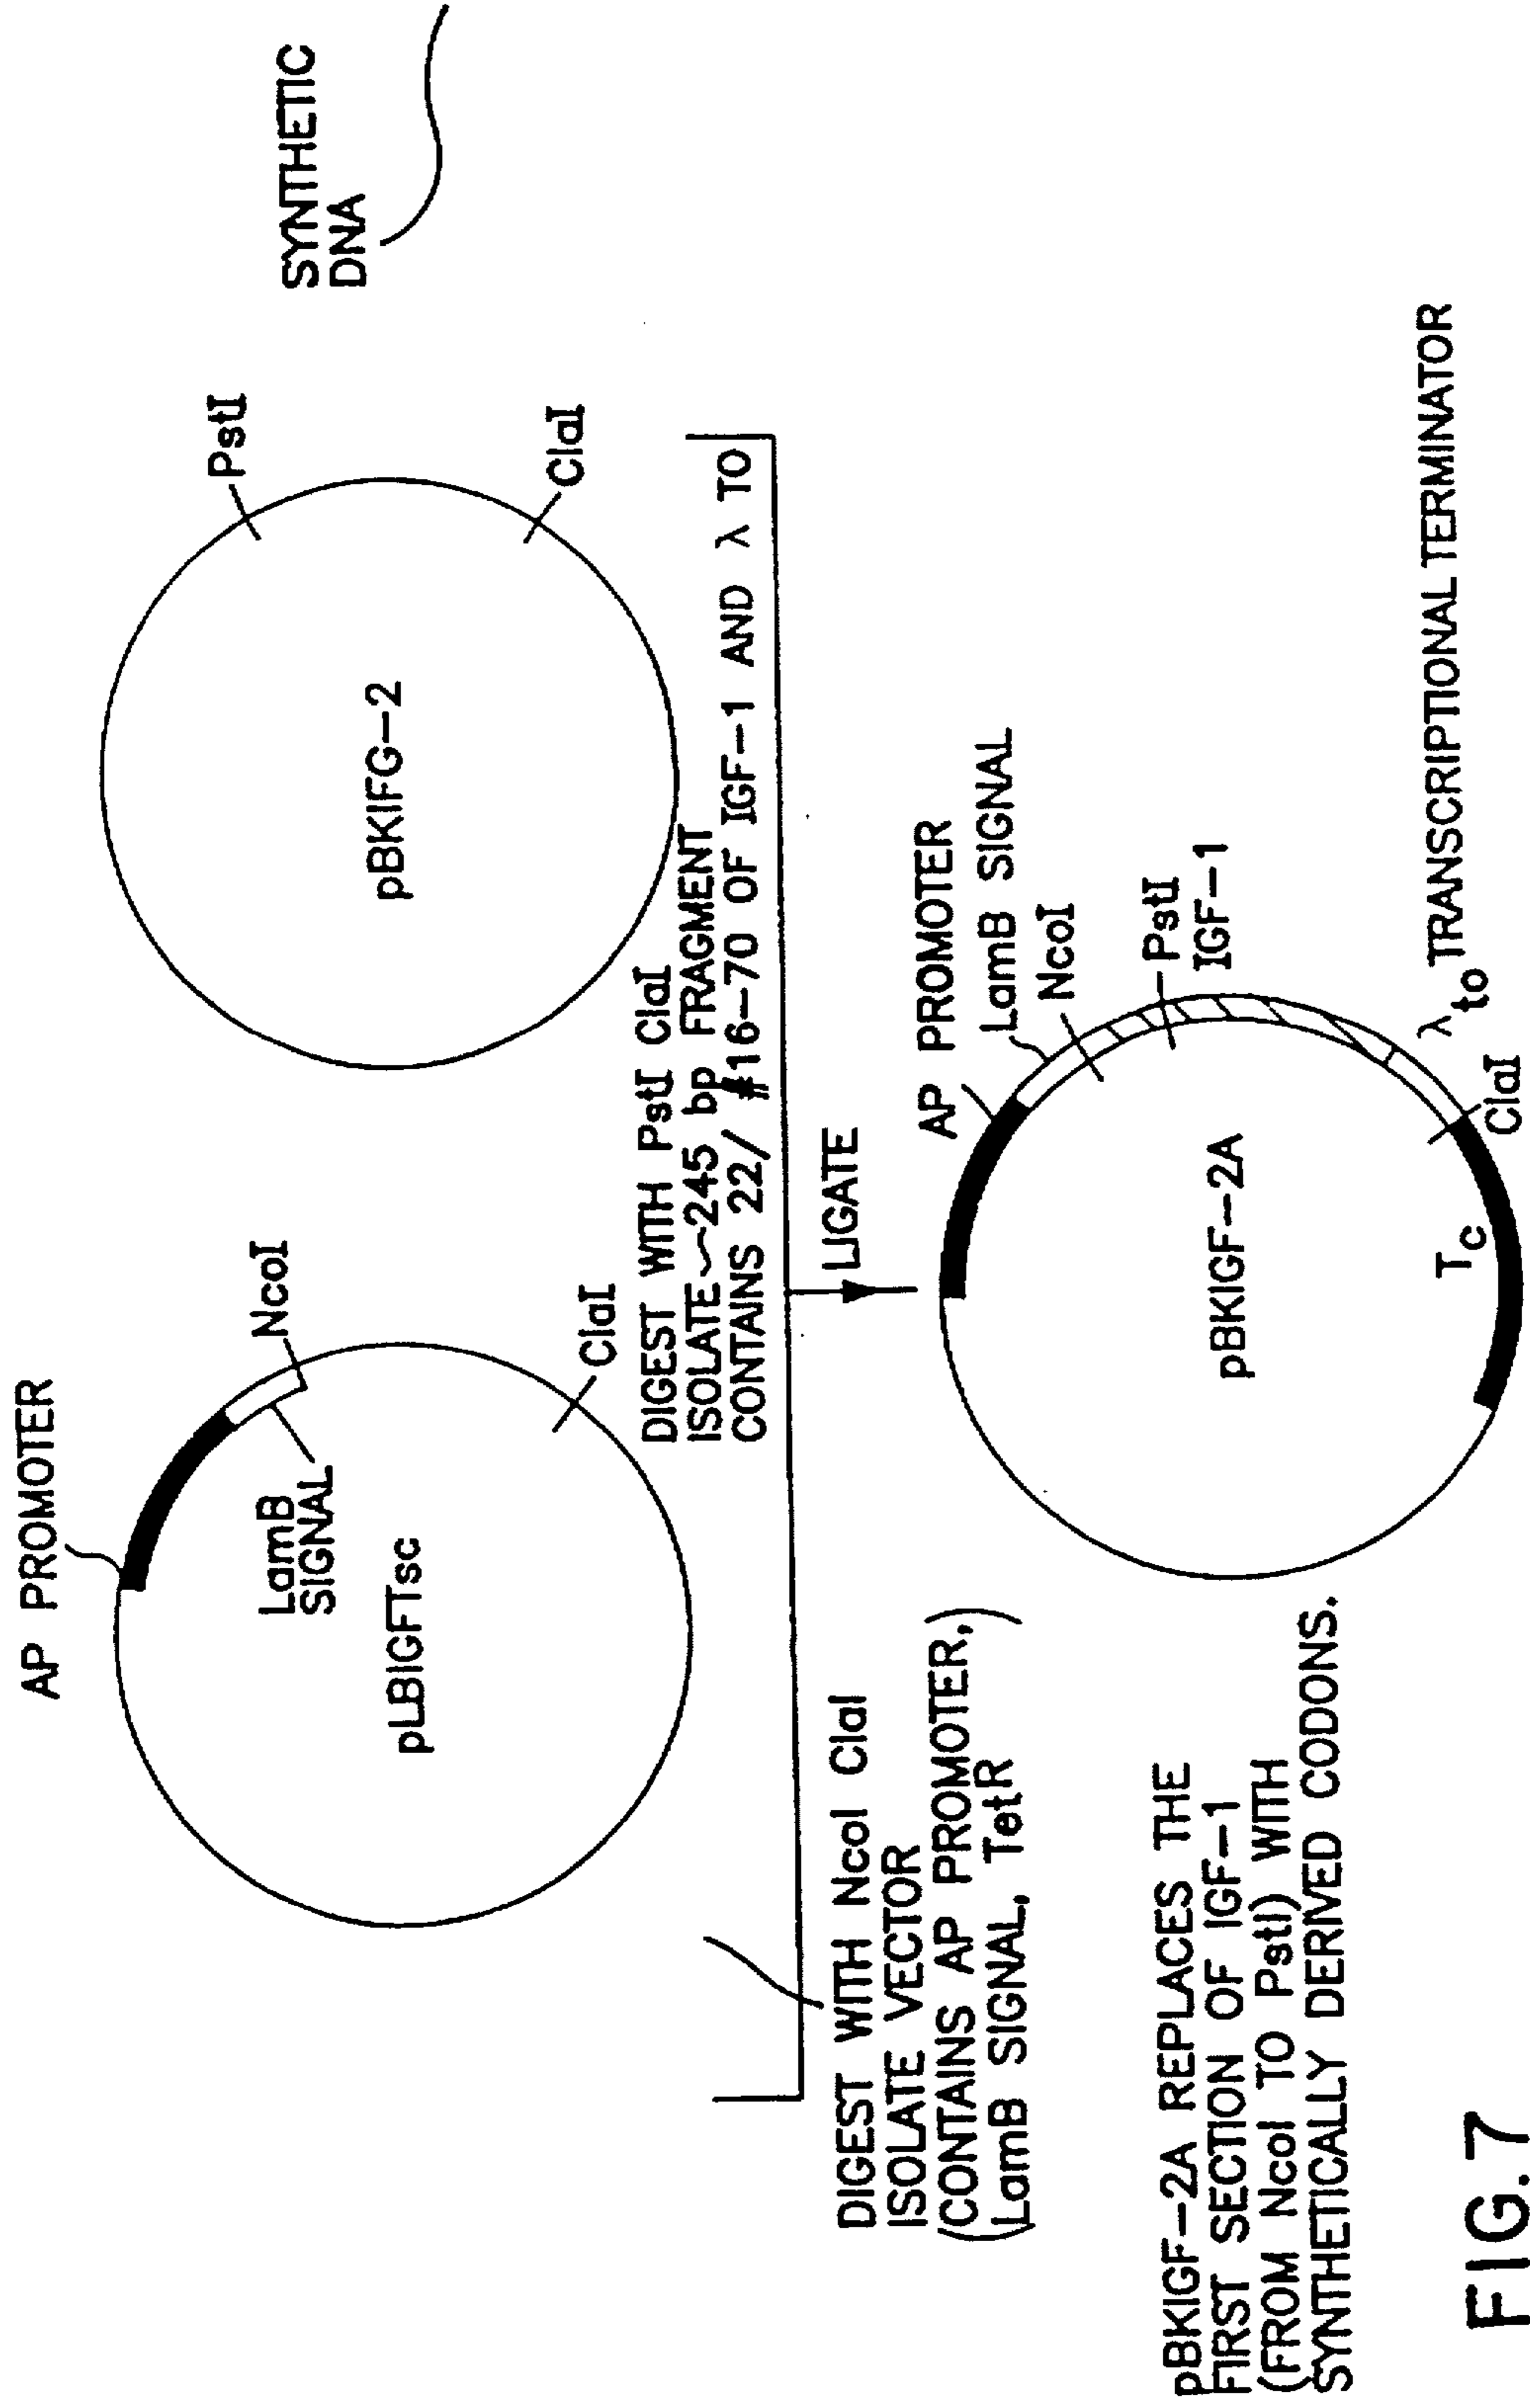 AP PROMOTER
NcoI
LamB
SIGNAL
pLBIGFTsc
ClaI
PstI
pBKIFG-2
ClaI
SYNTHETIC
DNA
DIGEST WITH PstI ClaI
ISOLATE ~245 bp FRAGMENT
CONTAINS 22/ #16-70 OF IGF-1 AND λ TO
DIGEST WITH NcoI ClaI
ISOLATE VECTOR
(CONTAINS AP PROMOTER,
LamB SIGNAL, TetR)
LIGATE
AP PROMOTER
LamB SIGNAL
NcoI
PstI
IGF-1
pBKIGF-2A
Tc
λto TRANSCRIPTIONAL TERMINATOR
ClaI
pBKIGF-2A REPLACES THE
FIRST SECTION OF IGF-1
(FROM NcoI TO PstI) WITH
SYNTHETICALLY DERIVED CODONS.
FIG.7